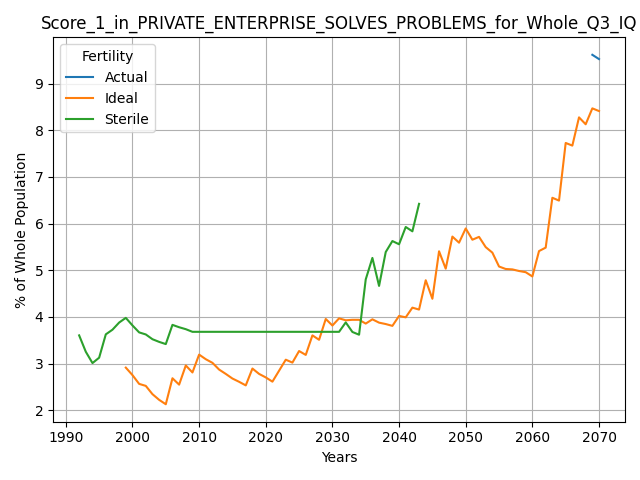 Score_1_in_PRIVATE_ENTERPRISE_SOLVES_PROBLEMS_for_Whole_Q3_IQ
Fertility
Actual
Ideal
Sterile
% of Whole Population
9
8
7
6
5
4
3
2
1990
2000
2010
2020
2030
2040
2050
2060
2070
Years